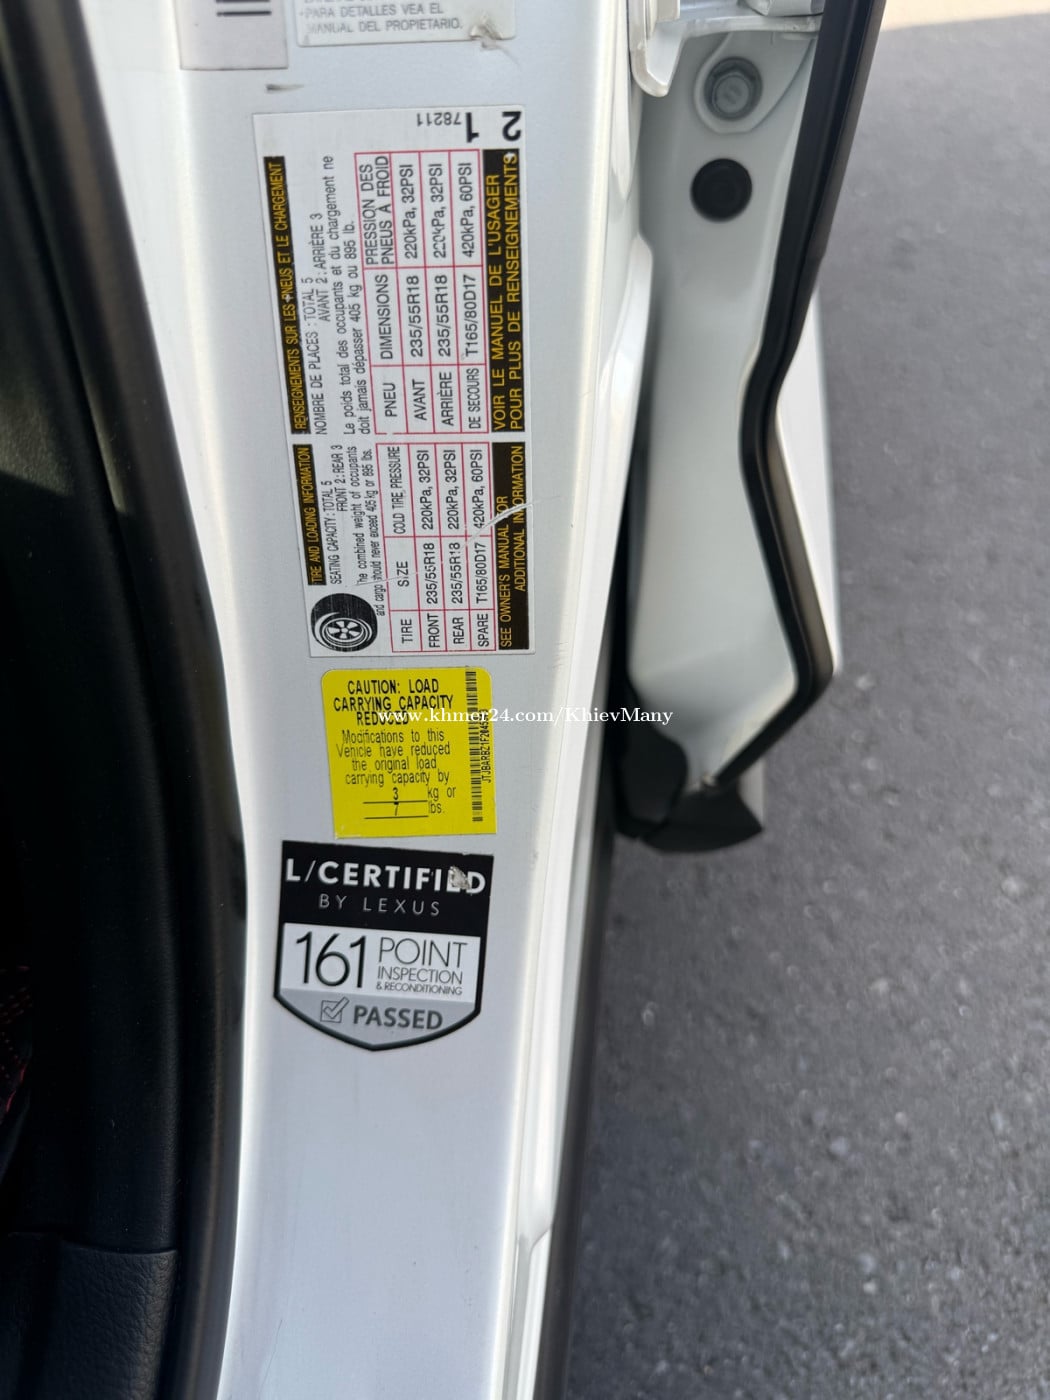 ·PARA DETALLES VEA EL
MANUAL DEL PROPIETARIO.
TIRE AND LOADING INFORMATION
SEATING CAPACITY: TOTAL 5
FRONT 2: REAR 3
The combined weight of occupants
and cargo should never exceed 405 kg or 895 lbs.
TIRE SIZE COLD TIRE PRESSURE
FRONT 235/55R18 220kPa, 32PSI
REAR 235/55R18 220kPa, 32PSI
SPARE T165/80D17 420kPa, 60PSI
SEE OWNER'S MANUAL FOR
ADDITIONAL INFORMATION
RENSEIGNEMENTS SUR LES PNEUS ET LE CHARGEMENT
NOMBRE DE PLACES : TOTAL 5
AVANT 2 : ARRIÈRE 3
Le poids total des occupants et du chargement ne
doit jamais dépasser 405 kg ou 895 lb.
PNEU DIMENSIONS PRESSION DES
PNEUS À FROID
AVANT 235/55R18 220kPa, 32PSI
ARRIÈRE 235/55R18 220kPa, 32PSI
DE SECOURS T165/80D17 420kPa, 60PSI
VOIR LE MANUEL DE L'USAGER
POUR PLUS DE RENSEIGNEMENTS
78211
1
2
CAUTION: LOAD
CARRYING CAPACITY
REDUCED
Modifications to this
Vehicle have reduced
the original load
carrying capacity by
3 kg or
7 lbs.
www.khmer24.com/KhievMany
L/CERTIFIED
BY LEXUS
161 POINT
INSPECTION
& RECONDITIONING
PASSED